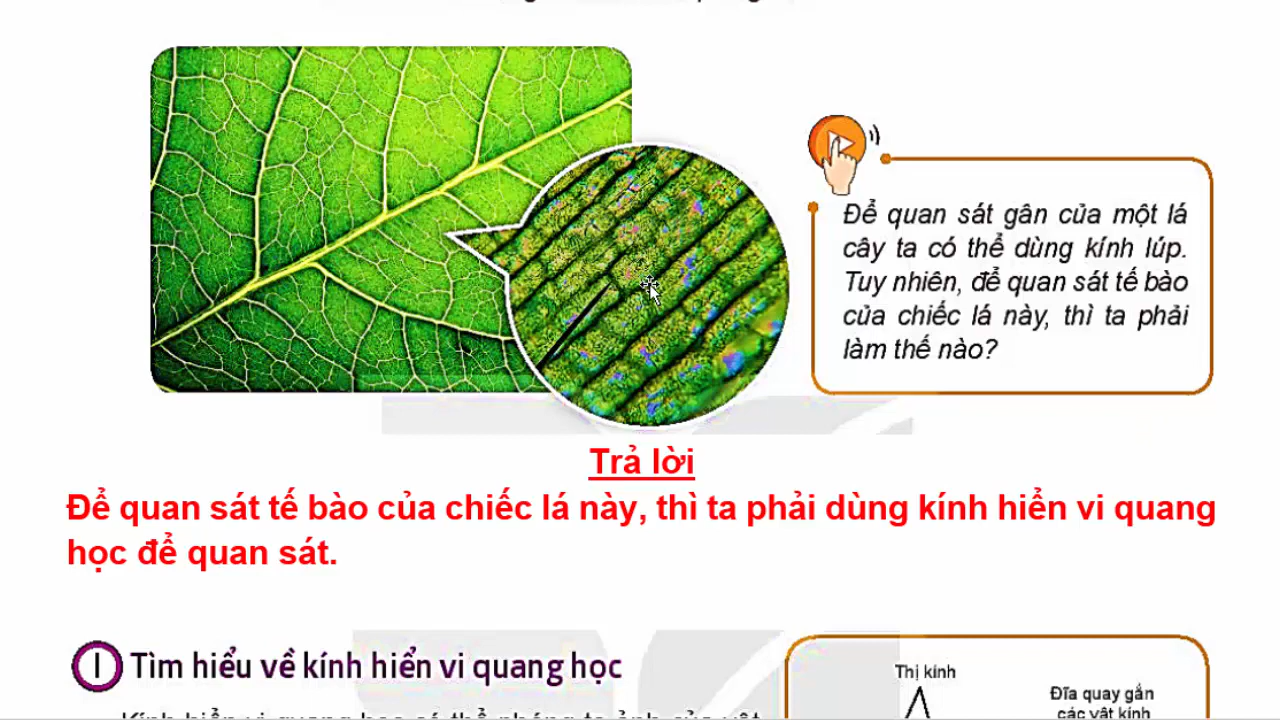 Để quan sát gân của một lá
cây ta có thể dùng kính lúp.
Tuy nhiên, để quan sát tế bào
của chiếc lá này, thì ta phải
làm thế nào?
Trả lời
Để quan sát tế bào của chiếc lá này, thì ta phải dùng kính hiển vi quang
học để quan sát.
I Tìm hiểu về kính hiển vi quang học
Thị kính
Đĩa quay gắn
các vật kính